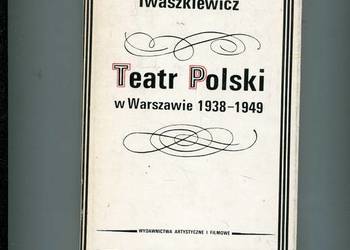 Iwaszkiewicz
Teatr Polski
w Warszawie 1938–1949
WYDAWNICTWA ARTYSTYCZNE I FILMOWE